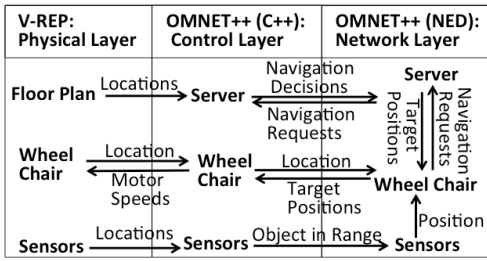 V-REP:
Physical Layer
OMNET++ (C++):
Control Layer
OMNET++ (NED):
Network Layer
Floor Plan
Locations
Server
Navigation
Decisions
Navigation
Requests
Server
Target
Positions
Navigation
Requests
Wheel
Chair
Location
Motor
Speeds
Wheel
Chair
Location
Target
Positions
Wheel Chair
Position
Sensors
Locations
Sensors
Object in Range
Sensors